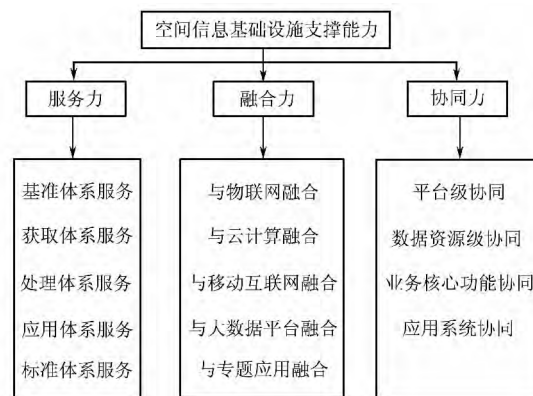 空间信息基础设施支撑能力
服务力
融合力
协同力
基准体系服务
获取体系服务
处理体系服务
应用体系服务
标准体系服务
与物联网融合
与云计算融合
与移动互联网融合
与大数据平台融合
与专题应用融合
平台级协同
数据资源级协同
业务核心功能协同
应用系统协同